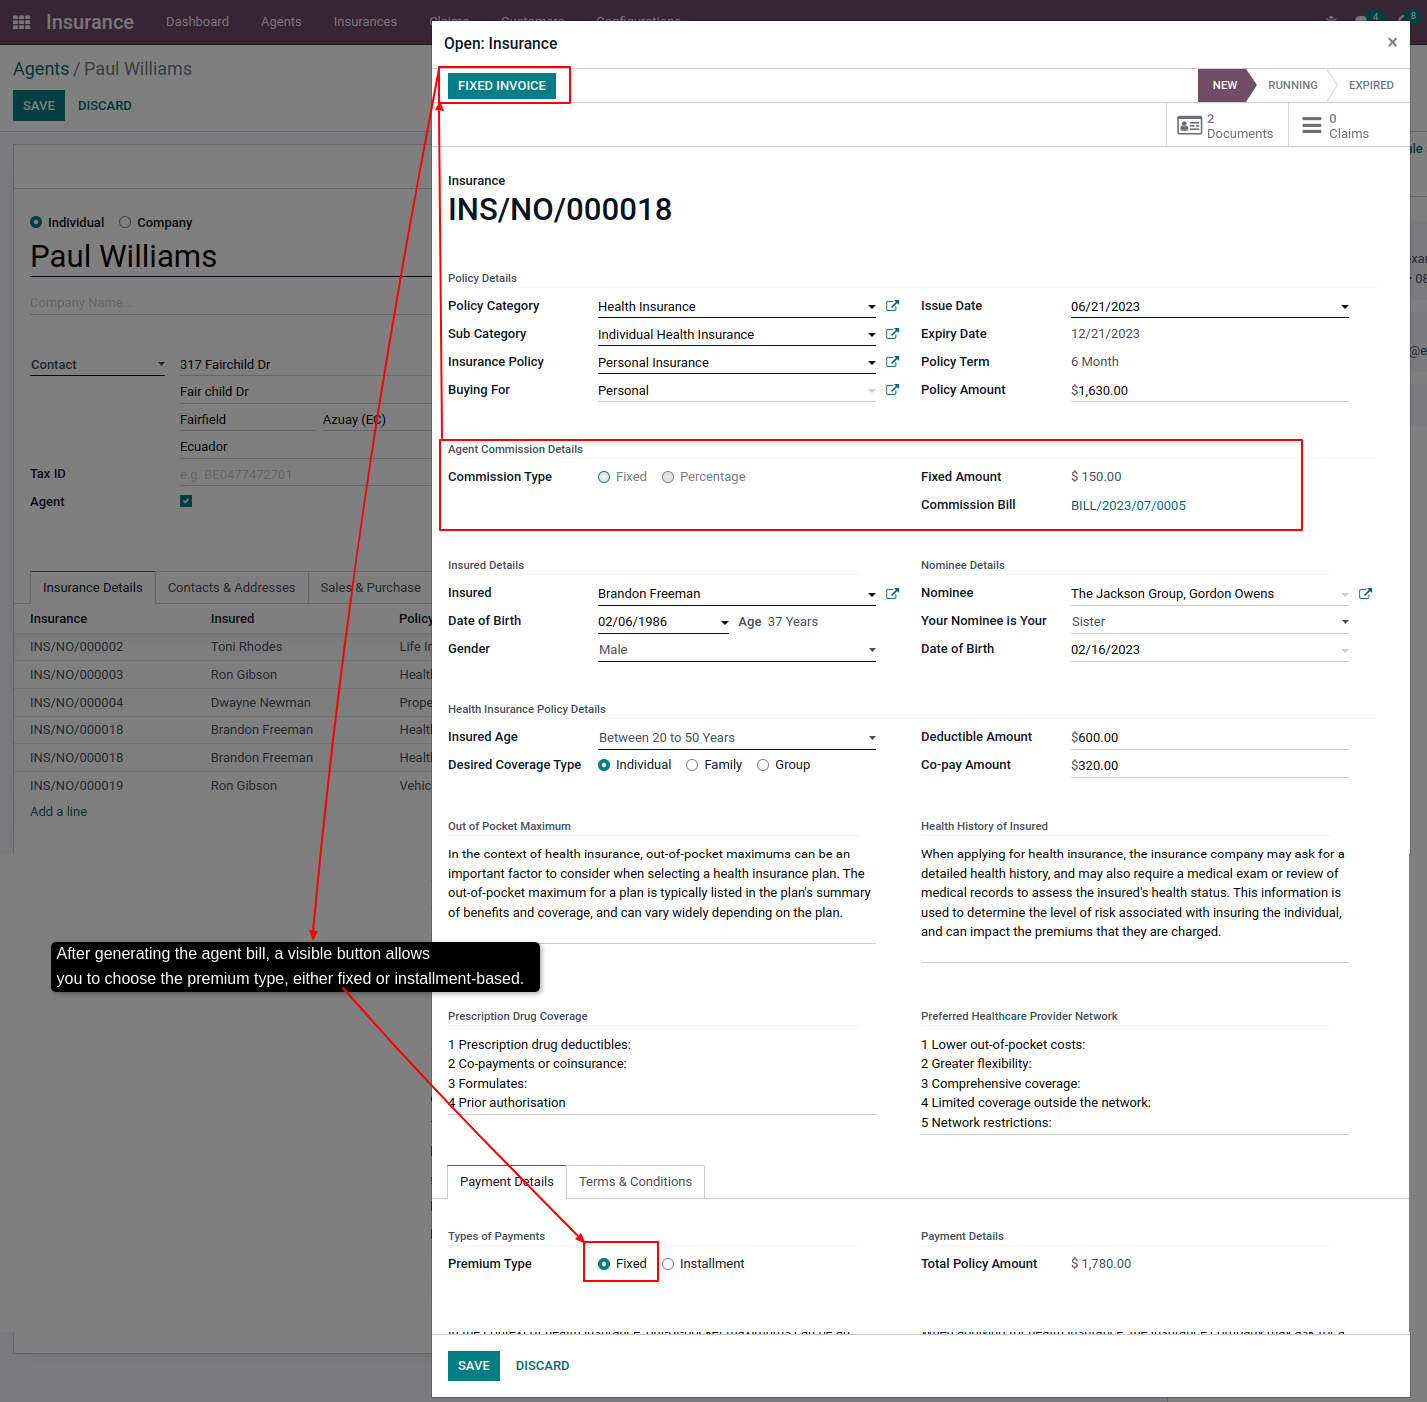 Insurance
Dashboard
Agents
Insurances
Claims
Customers
Configurations
4
8
Agents / Paul Williams
SAVE
DISCARD
Individual
Company
Paul Williams
Company Name...
Contact
317 Fairchild Dr
Fair child Dr
Fairfield
Azuay (EC)
Ecuador
Tax ID
e.g. BE0477472701
Agent
Insurance Details
Contacts & Addresses
Sales & Purchase
Insurance Insured Policy
INS/NO/000002 Toni Rhodes Life In
INS/NO/000003 Ron Gibson Healt
INS/NO/000004 Dwayne Newman Prope
INS/NO/000018 Brandon Freeman Healt
INS/NO/000018 Brandon Freeman Healt
INS/NO/000019 Ron Gibson Vehic
Add a line
After generating the agent bill, a visible button allows
you to choose the premium type, either fixed or installment-based.
Open: Insurance
×
FIXED INVOICE
NEW
RUNNING
EXPIRED
2
Documents
0
Claims
Insurance
INS/NO/000018
Policy Details
Policy Category Health Insurance
Issue Date 06/21/2023
Sub Category Individual Health Insurance
Expiry Date 12/21/2023
Insurance Policy Personal Insurance
Policy Term 6 Month
Buying For Personal
Policy Amount $1,630.00
Agent Commission Details
Commission Type Fixed Percentage
Fixed Amount $ 150.00
Commission Bill BILL/2023/07/0005
Insured Details
Nominee Details
Insured Brandon Freeman
Nominee The Jackson Group, Gordon Owens
Date of Birth 02/06/1986 Age 37 Years
Your Nominee is Your Sister
Gender Male
Date of Birth 02/16/2023
Health Insurance Policy Details
Insured Age Between 20 to 50 Years
Deductible Amount $600.00
Desired Coverage Type Individual Family Group
Co-pay Amount $320.00
Out of Pocket Maximum
In the context of health insurance, out-of-pocket maximums can be an
important factor to consider when selecting a health insurance plan. The
out-of-pocket maximum for a plan is typically listed in the plan's summary
of benefits and coverage, and can vary widely depending on the plan.
Health History of Insured
When applying for health insurance, the insurance company may ask for a
detailed health history, and may also require a medical exam or review of
medical records to assess the insured's health status. This information is
used to determine the level of risk associated with insuring the individual,
and can impact the premiums that they are charged.
Prescription Drug Coverage
1 Prescription drug deductibles:
2 Co-payments or coinsurance:
3 Formulates:
4 Prior authorisation
Preferred Healthcare Provider Network
1 Lower out-of-pocket costs:
2 Greater flexibility:
3 Comprehensive coverage:
4 Limited coverage outside the network:
5 Network restrictions:
Payment Details
Terms & Conditions
Types of Payments
Payment Details
Premium Type Fixed Installment
Total Policy Amount $ 1,780.00
SAVE
DISCARD